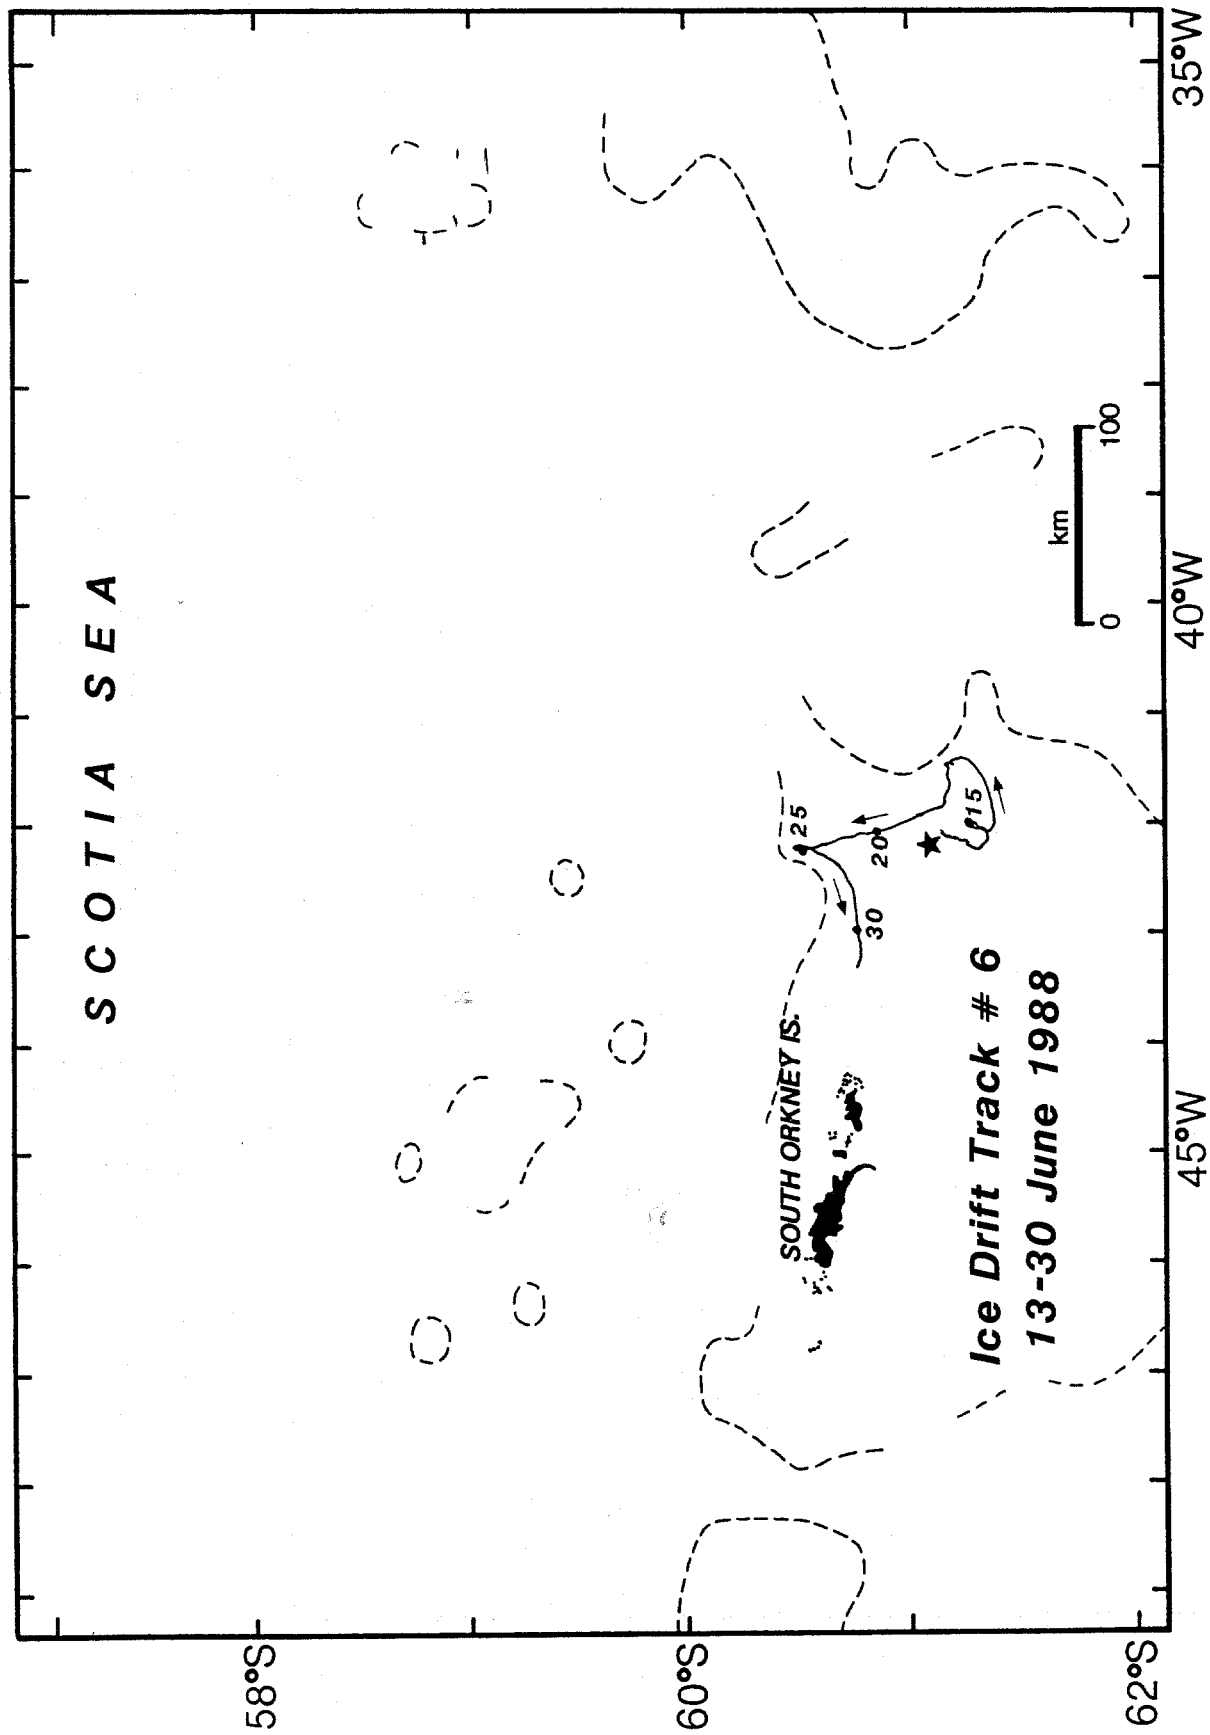 SCOTIA SEA
58°S
60°S
62°S
SOUTH ORKNEY IS.
25
20
15
30
Ice Drift Track # 6
13-30 June 1988
km
0 100
45°W
40°W
35°W